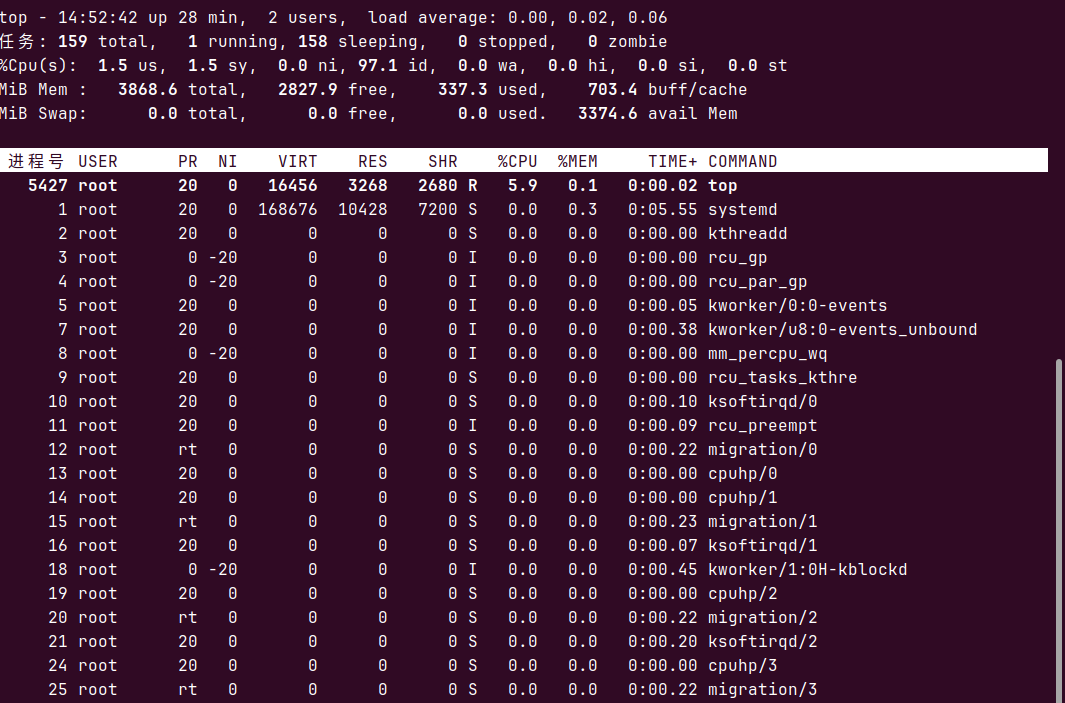 top - 14:52:42 up 28 min,  2 users,  load average: 0.00, 0.02, 0.06
任务: 159 total,   1 running, 158 sleeping,   0 stopped,   0 zombie
%Cpu(s):  1.5 us,  1.5 sy,  0.0 ni, 97.1 id,  0.0 wa,  0.0 hi,  0.0 si,  0.0 st
MiB Mem :   3868.6 total,   2827.9 free,    337.3 used,    703.4 buff/cache
MiB Swap:      0.0 total,      0.0 free,      0.0 used.   3374.6 avail Mem
进程号 USER      PR  NI    VIRT    RES    SHR    %CPU  %MEM     TIME+ COMMAND
5427 root      20   0   16456   3268   2680 R   5.9   0.1   0:00.02 top
1 root      20   0  168676  10428   7200 S   0.0   0.3   0:05.55 systemd
2 root      20   0       0      0      0 S   0.0   0.0   0:00.00 kthreadd
3 root       0 -20       0      0      0 I   0.0   0.0   0:00.00 rcu_gp
4 root       0 -20       0      0      0 I   0.0   0.0   0:00.00 rcu_par_gp
5 root      20   0       0      0      0 I   0.0   0.0   0:00.05 kworker/0:0-events
7 root      20   0       0      0      0 I   0.0   0.0   0:00.38 kworker/u8:0-events_unbound
8 root       0 -20       0      0      0 I   0.0   0.0   0:00.00 mm_percpu_wq
9 root      20   0       0      0      0 S   0.0   0.0   0:00.00 rcu_tasks_kthre
10 root      20   0       0      0      0 S   0.0   0.0   0:00.10 ksoftirqd/0
11 root      20   0       0      0      0 I   0.0   0.0   0:00.09 rcu_preempt
12 root      rt   0       0      0      0 S   0.0   0.0   0:00.22 migration/0
13 root      20   0       0      0      0 S   0.0   0.0   0:00.00 cpuhp/0
14 root      20   0       0      0      0 S   0.0   0.0   0:00.00 cpuhp/1
15 root      rt   0       0      0      0 S   0.0   0.0   0:00.23 migration/1
16 root      20   0       0      0      0 S   0.0   0.0   0:00.07 ksoftirqd/1
18 root       0 -20       0      0      0 I   0.0   0.0   0:00.45 kworker/1:0H-kblockd
19 root      20   0       0      0      0 S   0.0   0.0   0:00.00 cpuhp/2
20 root      rt   0       0      0      0 S   0.0   0.0   0:00.22 migration/2
21 root      20   0       0      0      0 S   0.0   0.0   0:00.20 ksoftirqd/2
24 root      20   0       0      0      0 S   0.0   0.0   0:00.00 cpuhp/3
25 root      rt   0       0      0      0 S   0.0   0.0   0:00.22 migration/3